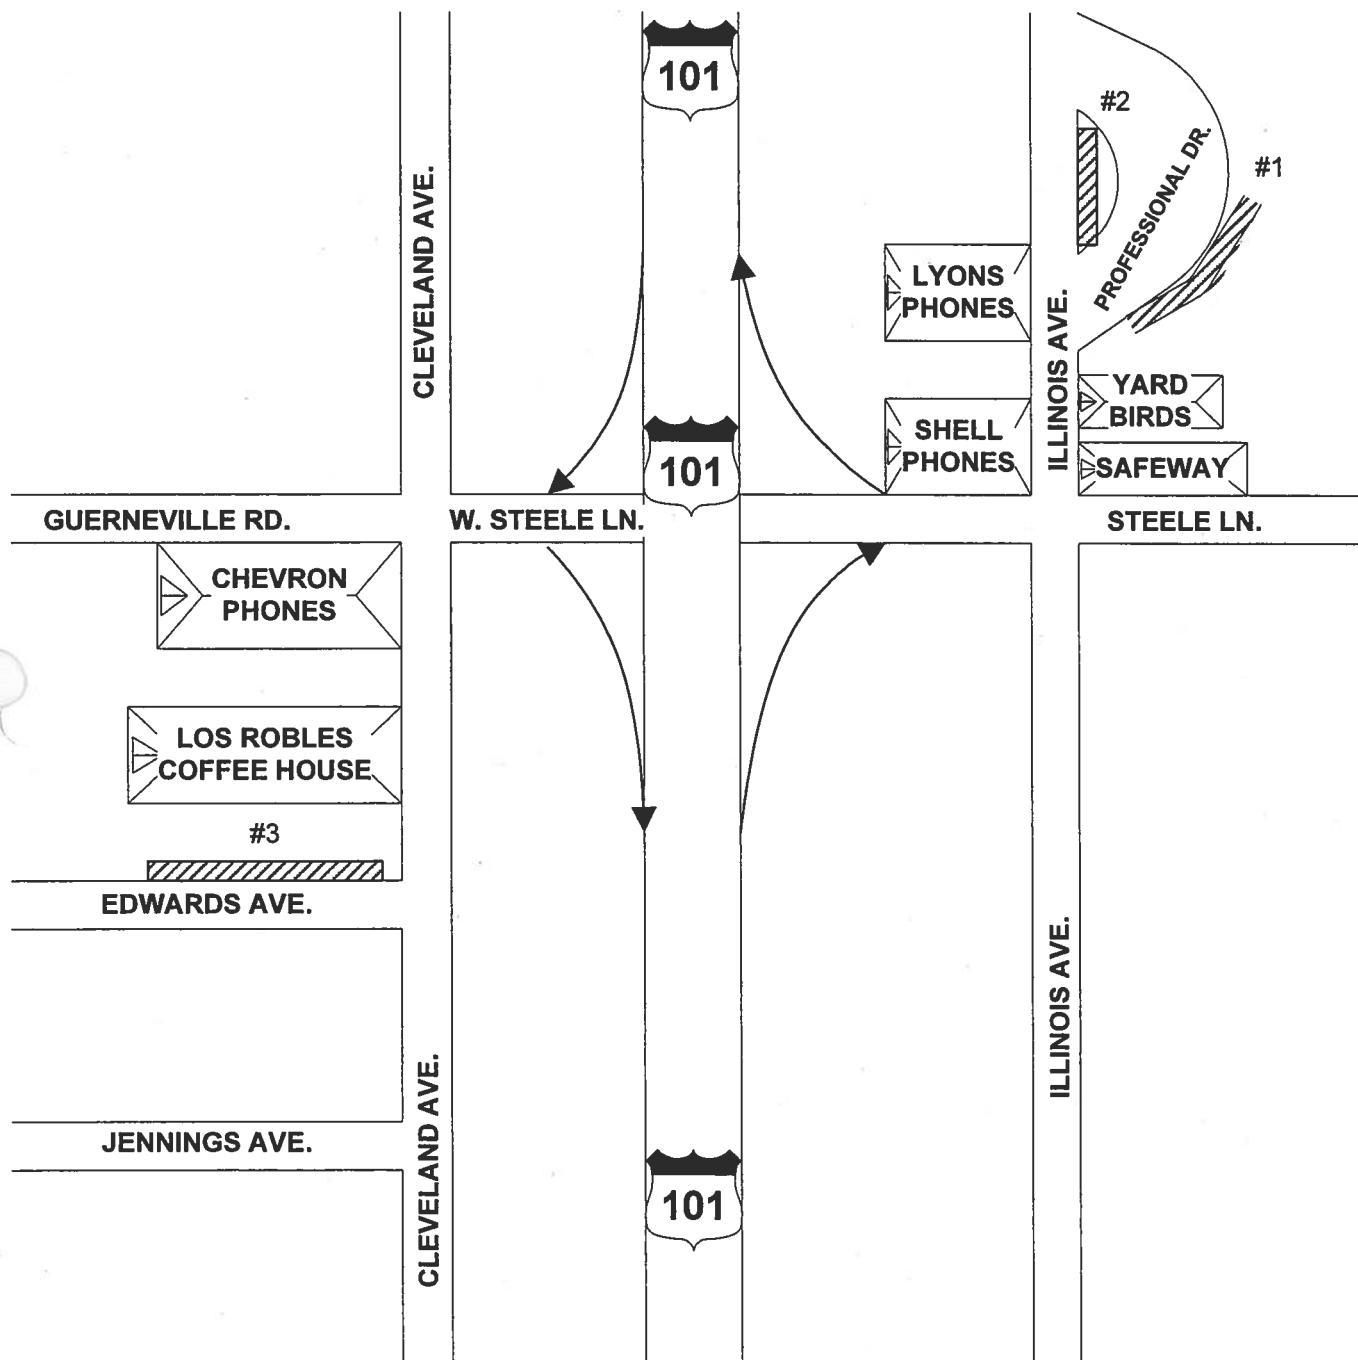 101
#2
#1
PROFESSIONAL DR.
CLEVELAND AVE.
LYONS
PHONES
ILLINOIS AVE.
YARD
BIRDS
SHELL
PHONES
101
SAFEWAY
GUERNEVILLE RD.
W. STEELE LN.
STEELE LN.
CHEVRON
PHONES
LOS ROBLES
COFFEE HOUSE
#3
EDWARDS AVE.
ILLINOIS AVE.
CLEVELAND AVE.
JENNINGS AVE.
101